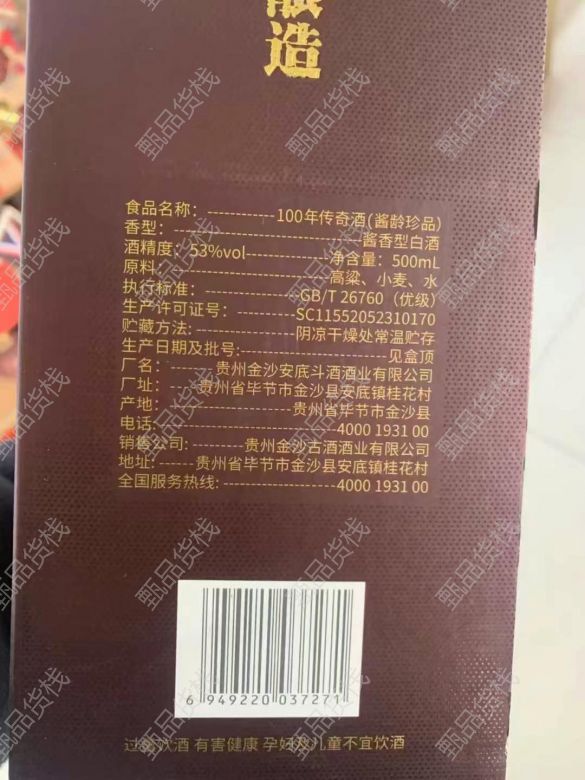 酿造
食品名称：------------100年传奇酒(酱龄珍品)
香型：------------------------------酱香型白酒
酒精度：53%vol---------------净含量：500mL
原料：-------------------------高粱、小麦、水
执行标准：----------------GB/T 26760（优级）
生产许可证号：------------SC11552052310170
贮藏方法:------------------阴凉干燥处常温贮存
生产日期及批号:-------------------------见盒顶
厂名：--------贵州金沙安底斗酒酒业有限公司
厂址：-----贵州省毕节市金沙县安底镇桂花村
产地：-------------------贵州省毕节市金沙县
电话:--------------------------4000 1931 00
销售公司:---------贵州金沙古酒酒业有限公司
地址:------贵州省毕节市金沙县安底镇桂花村
全国服务热线:------------------4000 1931 00
6 949220 037271
过量饮酒 有害健康 孕妇及儿童不宜饮酒
甄品货栈